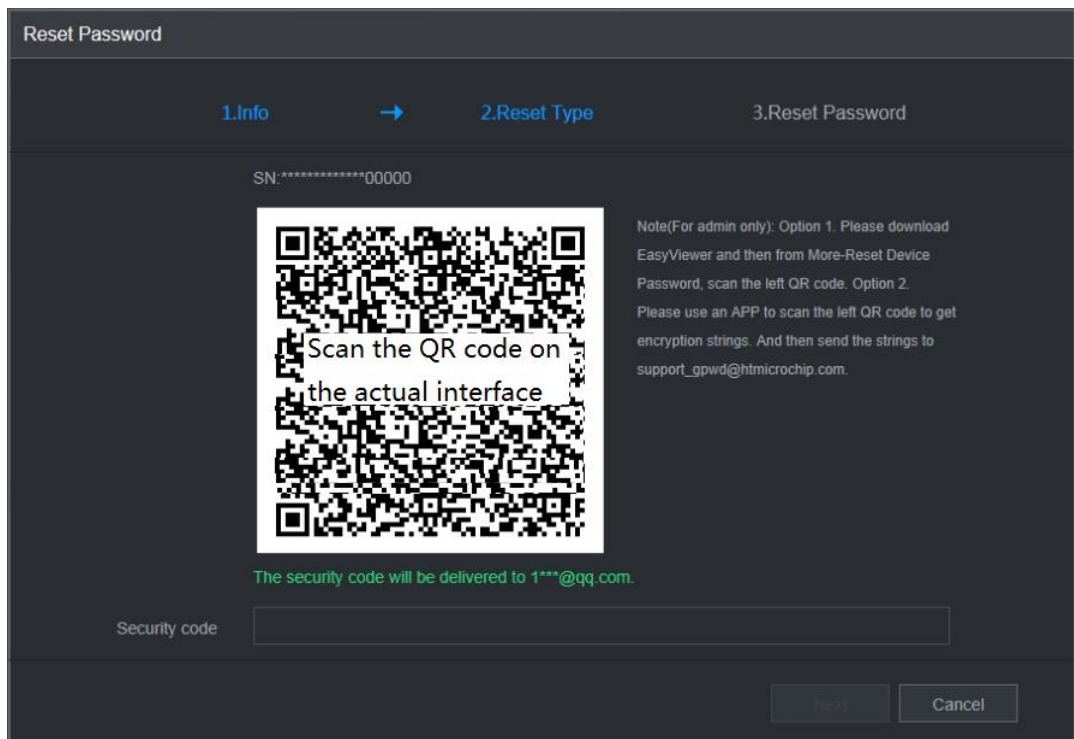 Reset Password
1.Info → 2.Reset Type 3.Reset Password
SN:*************00000
Note(For admin only): Option 1. Please download
EasyViewer and then from More-Reset Device
Password, scan the left QR code. Option 2.
Please use an APP to scan the left QR code to get
encryption strings. And then send the strings to
support_gpwd@htmicrochip.com.
Scan the QR code on
the actual interface
The security code will be delivered to 1***@qq.com.
Security code
Next Cancel